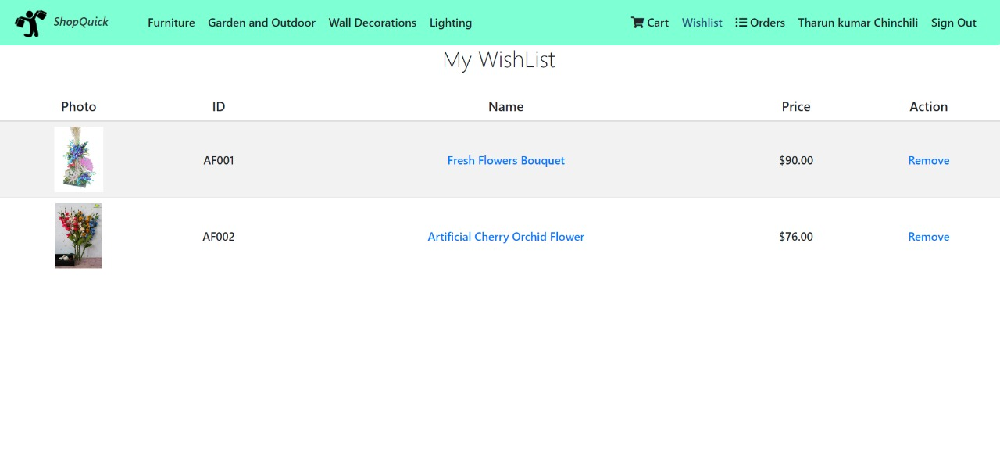 ShopQuick Furniture Garden and Outdoor Wall Decorations Lighting Cart Wishlist Orders Tharun kumar Chinchili Sign Out
My WishList
Photo ID Name Price Action
AF001 Fresh Flowers Bouquet $90.00 Remove
AF002 Artificial Cherry Orchid Flower $76.00 Remove